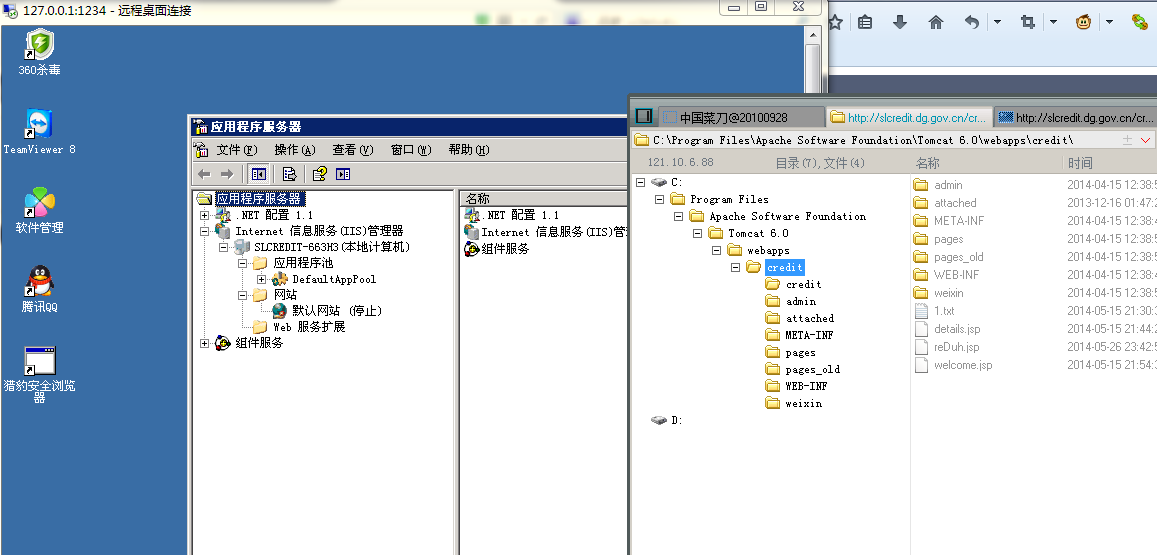 127.0.0.1:1234 - 远程桌面连接
360杀毒
TeamViewer 8
软件管理
腾讯QQ
猎豹安全浏览
器
应用程序服务器
文件(F) 操作(A) 查看(V) 窗口(W) 帮助(H)
应用程序服务器
.NET 配置 1.1
Internet 信息服务(IIS)管理器
SLCREDIT-663H3(本地计算机)
应用程序池
DefaultAppPool
网站
默认网站 (停止)
Web 服务扩展
组件服务
名称
.NET 配置 1.1
Internet 信息服务(IIS)管
组件服务
中国菜刀@20100928
http://slcredit.dg.gov.cn/cr...
http://slcredit.dg.gov.cn/cr...
C:\Program Files\Apache Software Foundation\Tomcat 6.0\webapps\credit\
121.10.6.88 目录(7),文件(4) 名称 时间
C:
Program Files
Apache Software Foundation
Tomcat 6.0
webapps
credit
credit
admin
attached
META-INF
pages
pages_old
WEB-INF
weixin
D:
admin 2014-04-15 12:38:5
attached 2013-12-16 01:47:2
META-INF 2014-04-15 12:38:4
pages 2014-04-15 12:38:5
pages_old 2014-04-15 12:38:5
WEB-INF 2014-04-15 12:38:4
weixin 2014-04-15 12:38:5
1.txt 2014-05-15 21:30:3
details.jsp 2014-05-15 21:44:2
reDuh.jsp 2014-05-26 23:42:5
welcome.jsp 2014-05-15 21:54:3